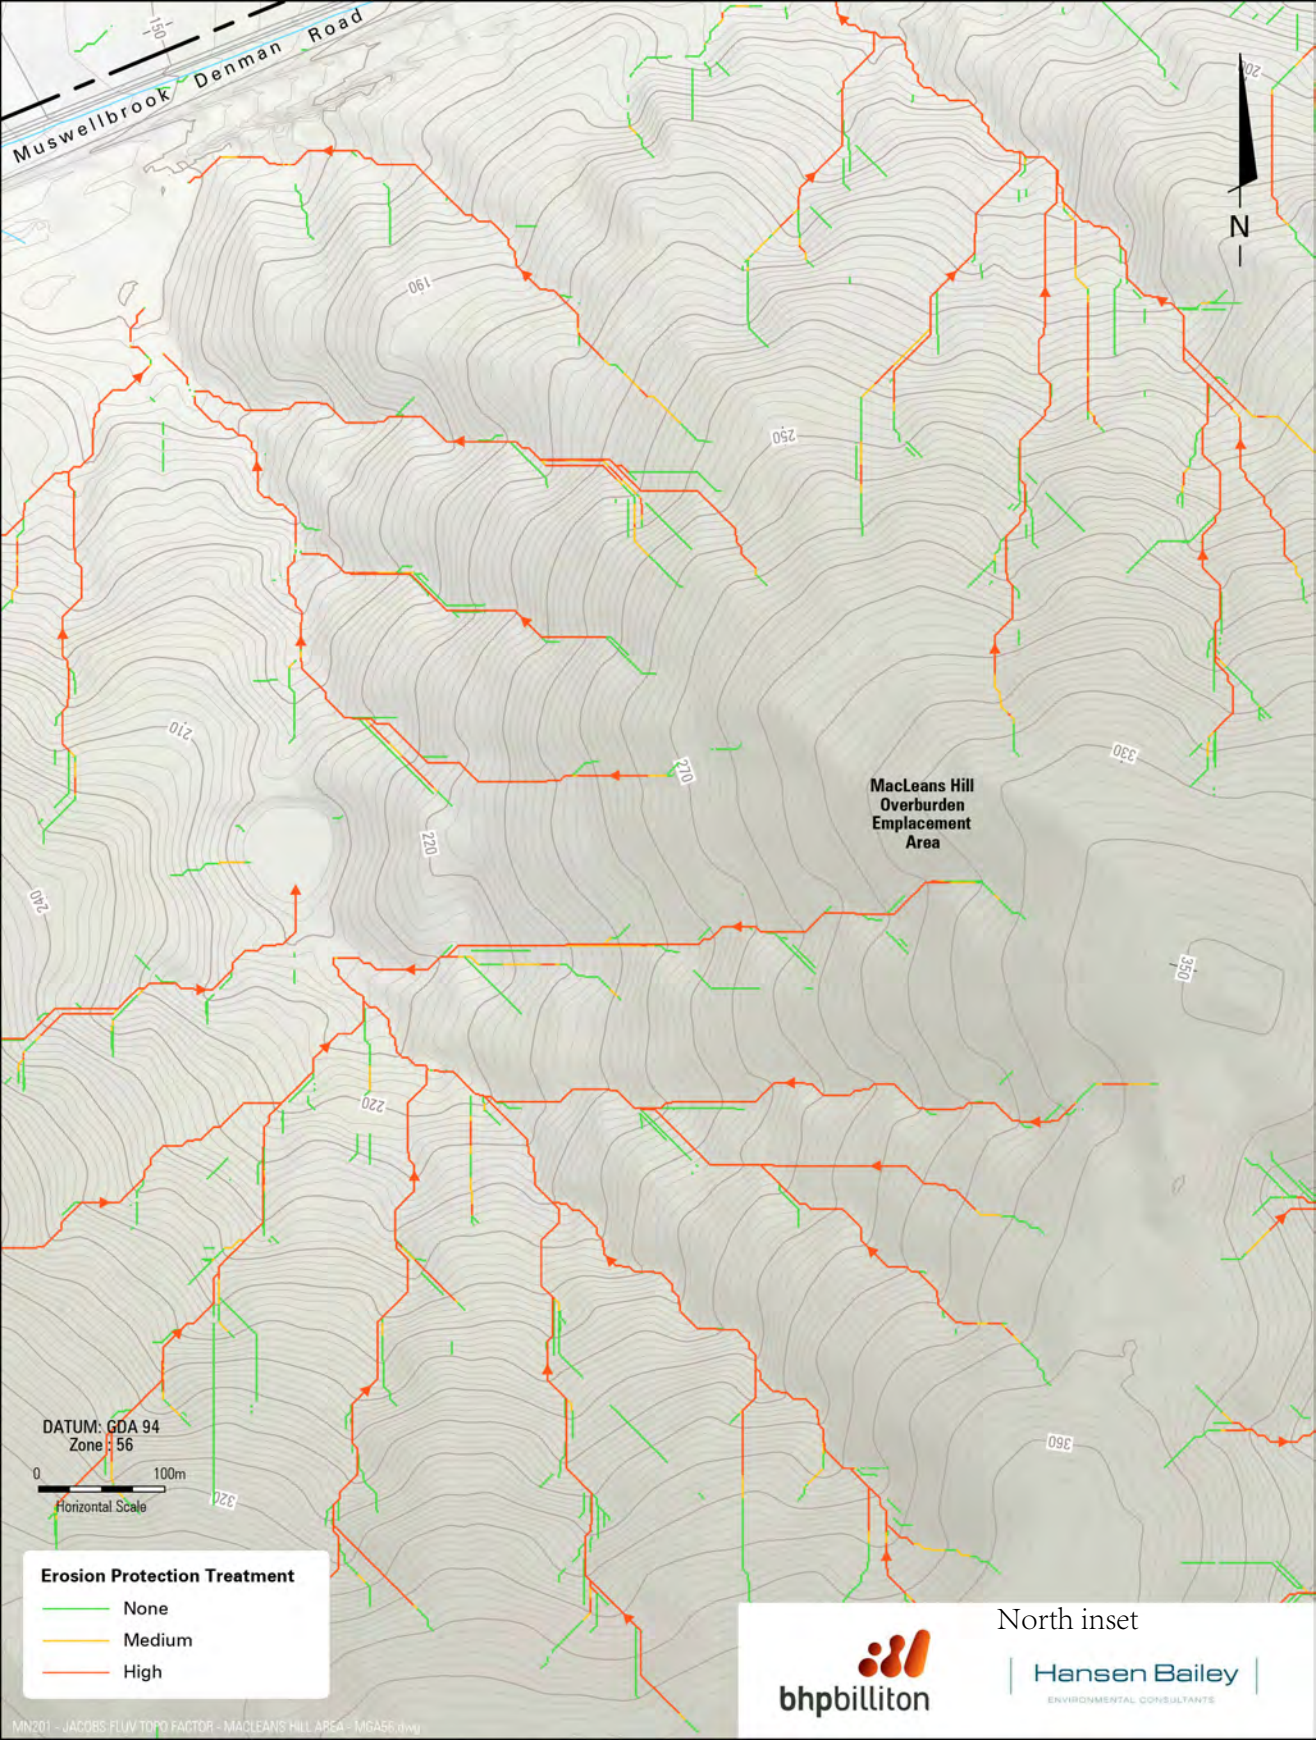 150
Muswellbrook Denman Road
202
N
190
250
210
270
330
MacLeans Hill
Overburden
Emplacement
Area
220
240
350
220
360
DATUM: GDA 94
Zone : 56
0 100m
Horizontal Scale
320
Erosion Protection Treatment
None
Medium
High
North inset
bhpbilliton
Hansen Bailey
ENVIRONMENTAL CONSULTANTS
MN201 - JACOBS FLUV TOPO FACTOR - MACLEANS HILL AREA - MGA56.dwg